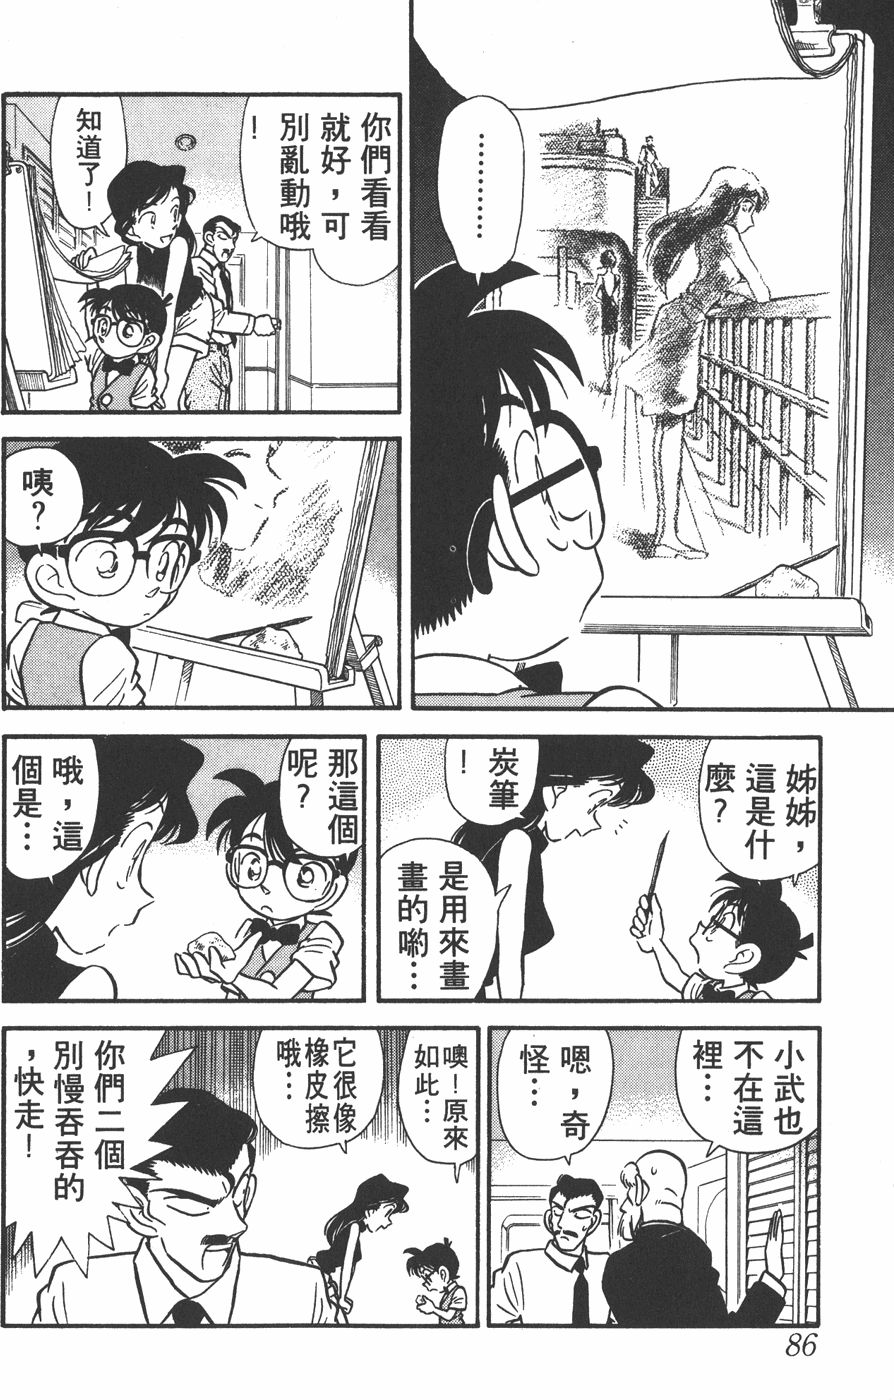 ………
你們看看
就好，可
別亂動哦
！
知道了！
咦？
姊姊，
這是什
麼？
炭筆
！
是用來畫
畫的喲…
那這個
呢？
哦，這
個是…
小武也
不在這
裡…
嗯，奇
怪…
噢！原來
如此…
它很像
橡皮擦
哦…
你們二個
別慢吞吞的
，快走！
86